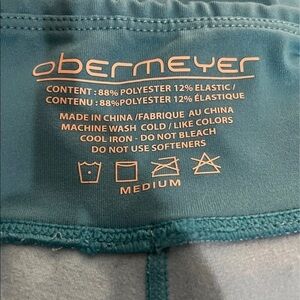 obermeyer
CONTENT : 88% POLYESTER 12% ELASTIC /
CONTENU : 88% POLYESTER 12% ÉLASTIQUE
MADE IN CHINA /FABRIQUE AU CHINA
MACHINE WASH COLD / LIKE COLORS
COOL IRON - DO NOT BLEACH
DO NOT USE SOFTENERS
MEDIUM